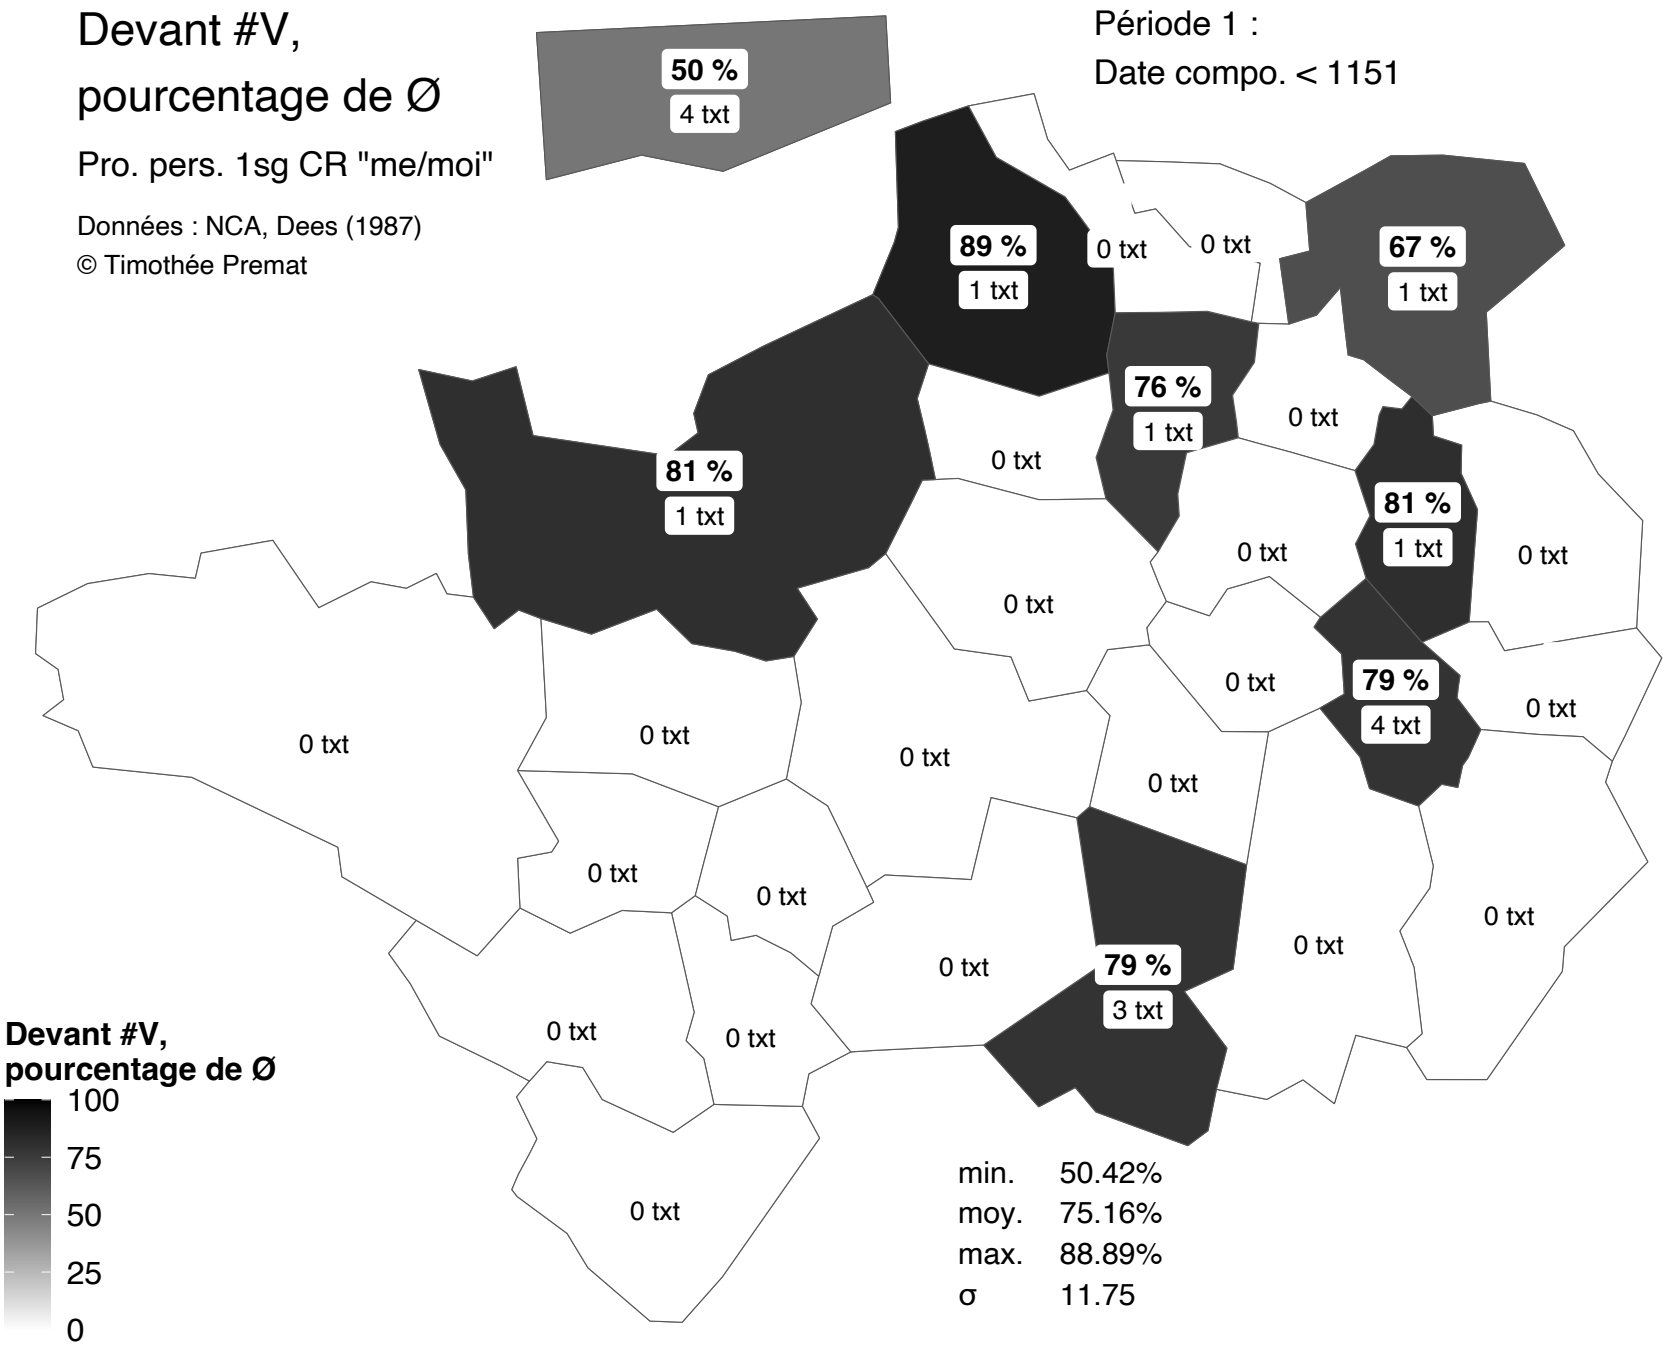 Devant #V,
pourcentage de Ø
Pro. pers. 1sg CR "me/moi"
Données : NCA, Dees (1987)
© Timothée Premat
Période 1 :
Date compo. < 1151
50 %
4 txt
89 %
1 txt
0 txt
0 txt
67 %
1 txt
76 %
1 txt
0 txt
0 txt
81 %
1 txt
81 %
1 txt
0 txt
0 txt
0 txt
0 txt
79 %
4 txt
0 txt
0 txt
0 txt
0 txt
0 txt
0 txt
0 txt
0 txt
0 txt
0 txt
79 %
3 txt
0 txt
0 txt
0 txt
0 txt
Devant #V,
pourcentage de Ø
100
75
50
25
0
min. 50.42%
moy. 75.16%
max. 88.89%
σ 11.75